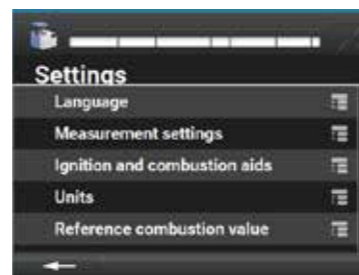 Settings
Language
Measurement settings
Ignition and combustion aids
Units
Reference combustion value